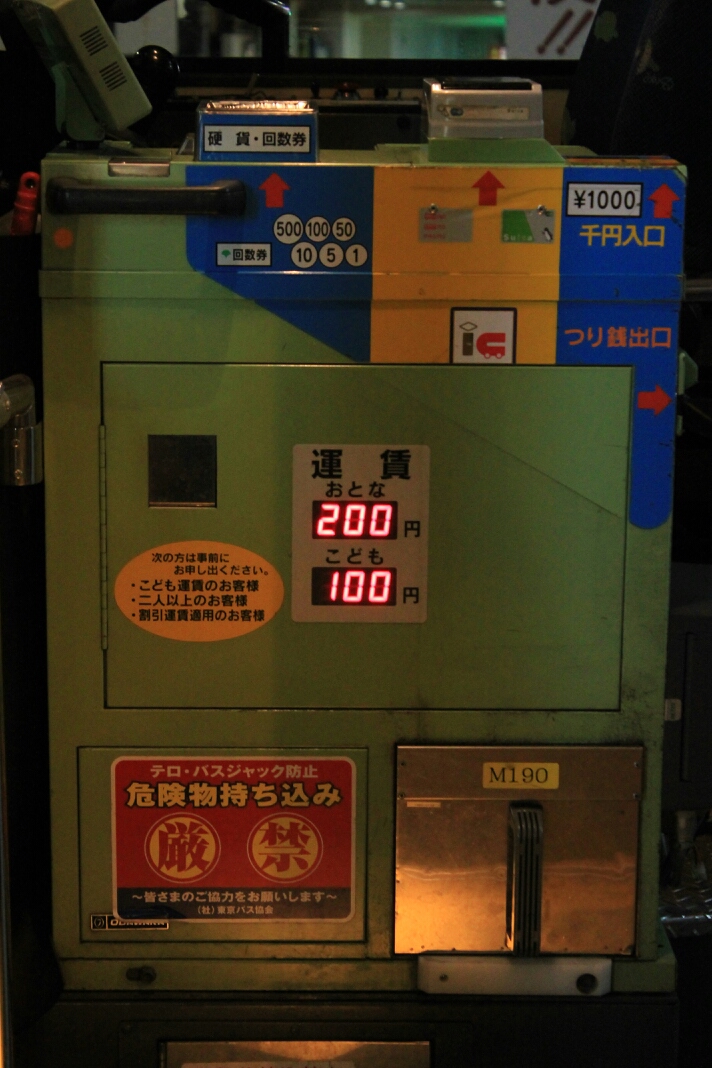 !!
硬 貨・回数券
500 100 50
10 5 1
回数券
¥1000
千円入口
Suica
つり銭出口
運 賃
おとな
200円
こども
100円
次の方は事前に
お申し出ください。
・こども運賃のお客様
・二人以上のお客様
・割引運賃適用のお客様
テロ・バスジャック防止
危険物持ち込み
厳 禁
～皆さまのご協力をお願いします～
(社)東京バス協会
M190